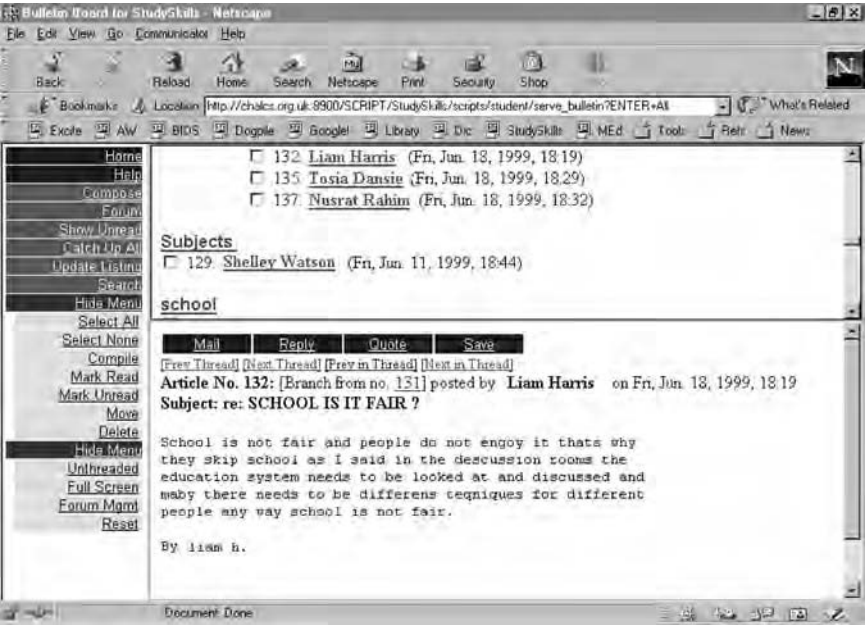 Bulletin Board for StudySkills - Netscape
File Edit View Go Communicator Help
Back Reload Home Search Netscape Print Security Shop
Bookmarks Location http://chalcs.org.uk:8900/SCRIPT/StudySkills/scripts/student/serve_bulletin?ENTER+All What's Related
Excite AW BIDS Dogpile Google! Library Dic StudySkills MEd Tools Refs News
Home
Help
Compose
Forum
Show Unread
Catch Up All
Update Listing
Search
Hide Menu
Select All
Select None
Compile
Mark Read
Mark Unread
Move
Delete
Hide Menu
Unthreaded
Full Screen
Forum Mgmt
Reset
132. Liam Harris (Fri, Jun. 18, 1999, 18:19)
135. Tosia Dansie (Fri, Jun. 18, 1999, 18:29)
137. Nusrat Rahim (Fri, Jun. 18, 1999, 18:32)
Subjects
129. Shelley Watson (Fri, Jun. 11, 1999, 18:44)
school
Mail Reply Quote Save
[Prev Thread] [Next Thread] [Prev in Thread] [Next in Thread]
Article No. 132: [Branch from no. 131] posted by Liam Harris on Fri, Jun. 18, 1999, 18:19
Subject: re: SCHOOL IS IT FAIR ?
School is not fair and people do not engoy it thats why
they skip school as I said in the descussion rooms the
education system needs to be looked at and discussed and
maby there needs to be differens teqniques for different
people any way school is not fair.
By liam h.
Document Done